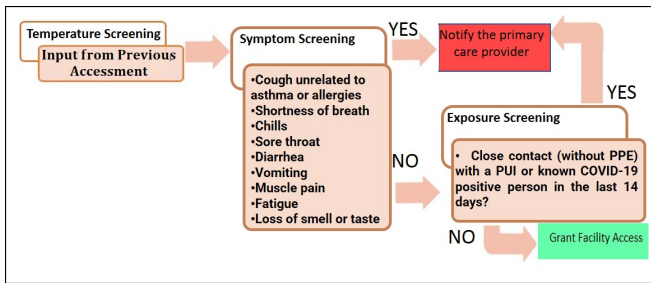 Temperature Screening
Input from Previous
Accessment
Symptom Screening
•Cough unrelated to
asthma or allergies
•Shortness of breath
•Chills
•Sore throat
•Diarrhea
•Vomiting
•Muscle pain
•Fatigue
•Loss of smell or taste
YES
Notify the primary
care provider
NO
YES
Exposure Screening
• Close contact (without PPE)
with a PUI or known COVID-19
positive person in the last 14
days?
NO
Grant Facility Access